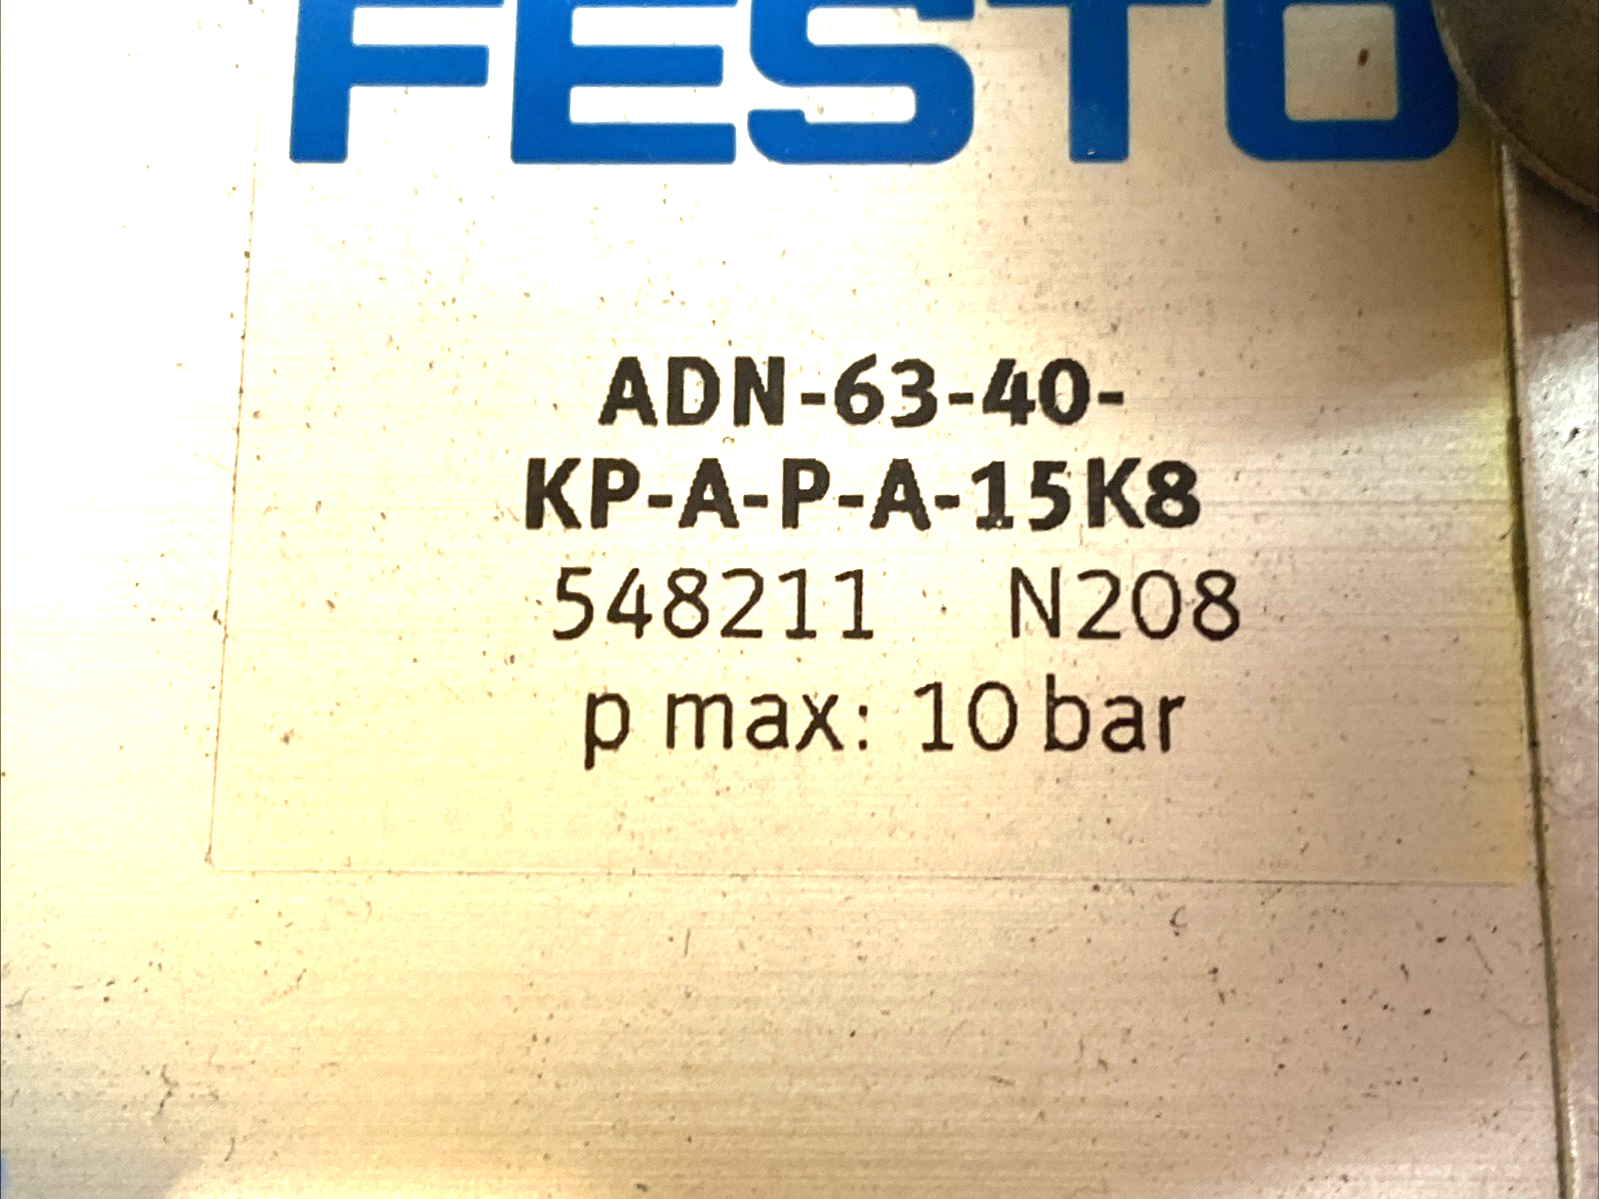 FESTO
ADN-63-40-
KP-A-P-A-15K8
548211 N208
p max: 10 bar